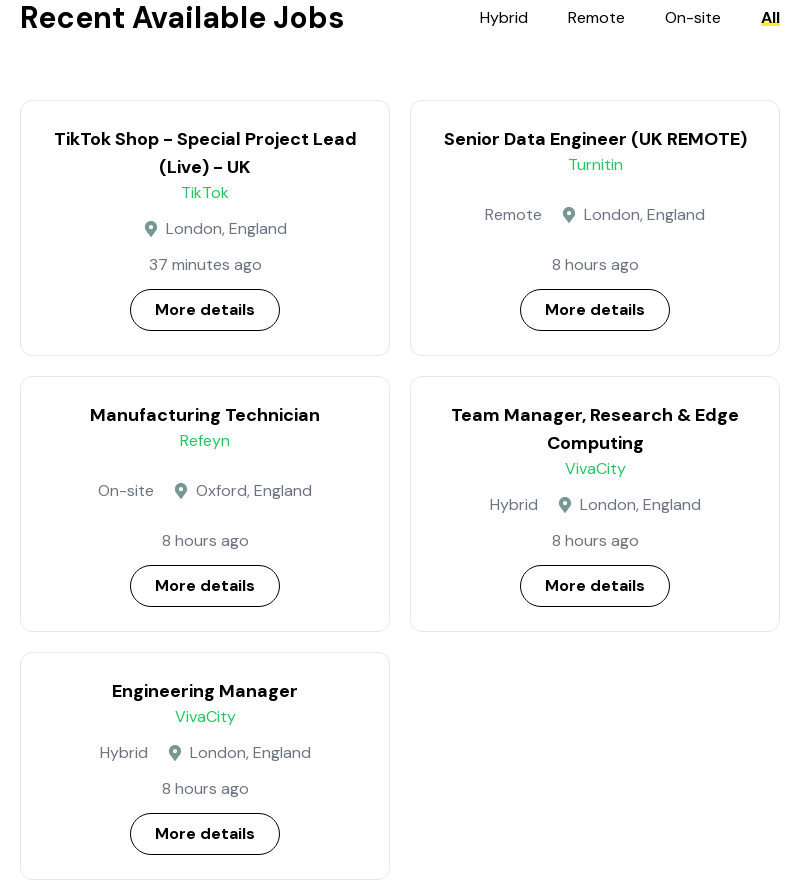 Recent Available Jobs
Hybrid Remote On-site All
TikTok Shop – Special Project Lead
(Live) – UK
TikTok
London, England
37 minutes ago
More details
Senior Data Engineer (UK REMOTE)
Turnitin
Remote London, England
8 hours ago
More details
Manufacturing Technician
Refeyn
On-site Oxford, England
8 hours ago
More details
Team Manager, Research & Edge
Computing
VivaCity
Hybrid London, England
8 hours ago
More details
Engineering Manager
VivaCity
Hybrid London, England
8 hours ago
More details